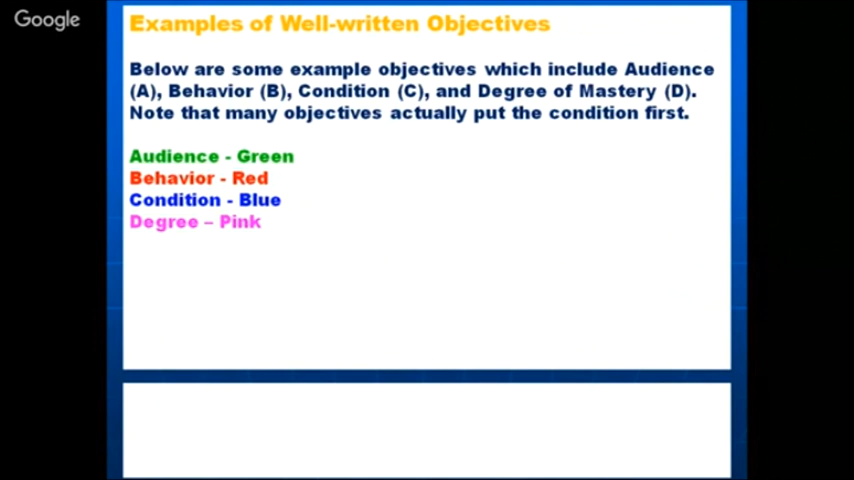 Google
Examples of Well-written Objectives
Below are some example objectives which include Audience
(A), Behavior (B), Condition (C), and Degree of Mastery (D).
Note that many objectives actually put the condition first.
Audience - Green
Behavior - Red
Condition - Blue
Degree – Pink